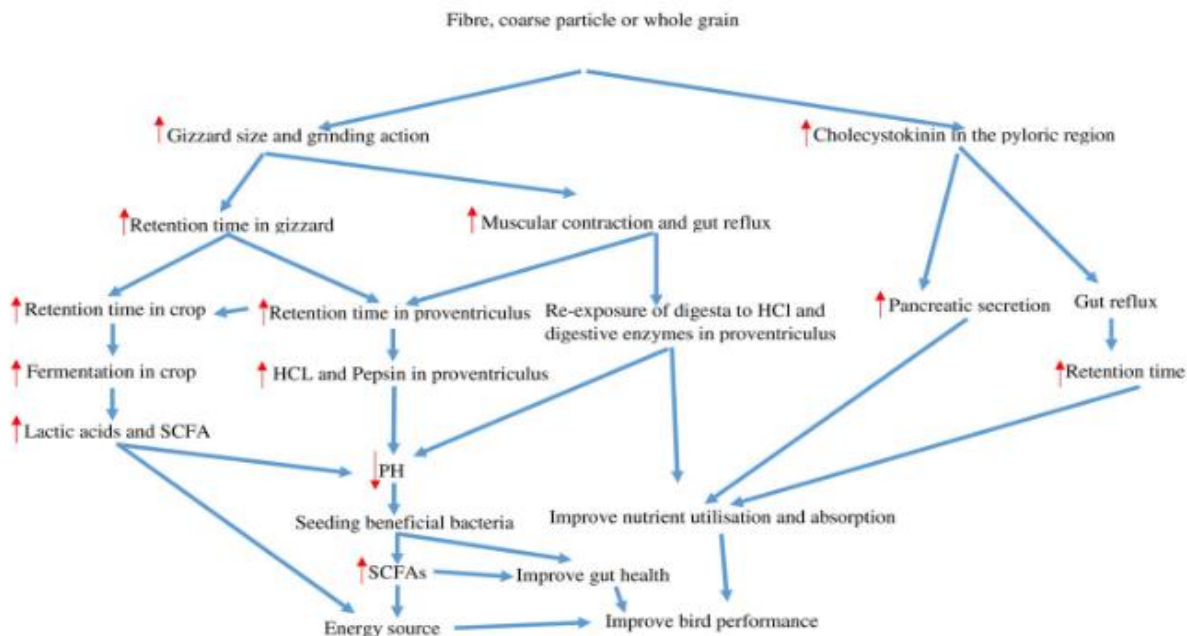 Fibre, coarse particle or whole grain
Gizzard size and grinding action
Cholecystokinin in the pyloric region
Retention time in gizzard
Muscular contraction and gut reflux
Retention time in crop
Retention time in proventriculus
Re-exposure of digesta to HCl and
digestive enzymes in proventriculus
Pancreatic secretion
Gut reflux
Fermentation in crop
HCL and Pepsin in proventriculus
Retention time
Lactic acids and SCFA
PH
Seeding beneficial bacteria
Improve nutrient utilisation and absorption
SCFAs
Improve gut health
Energy source
Improve bird performance